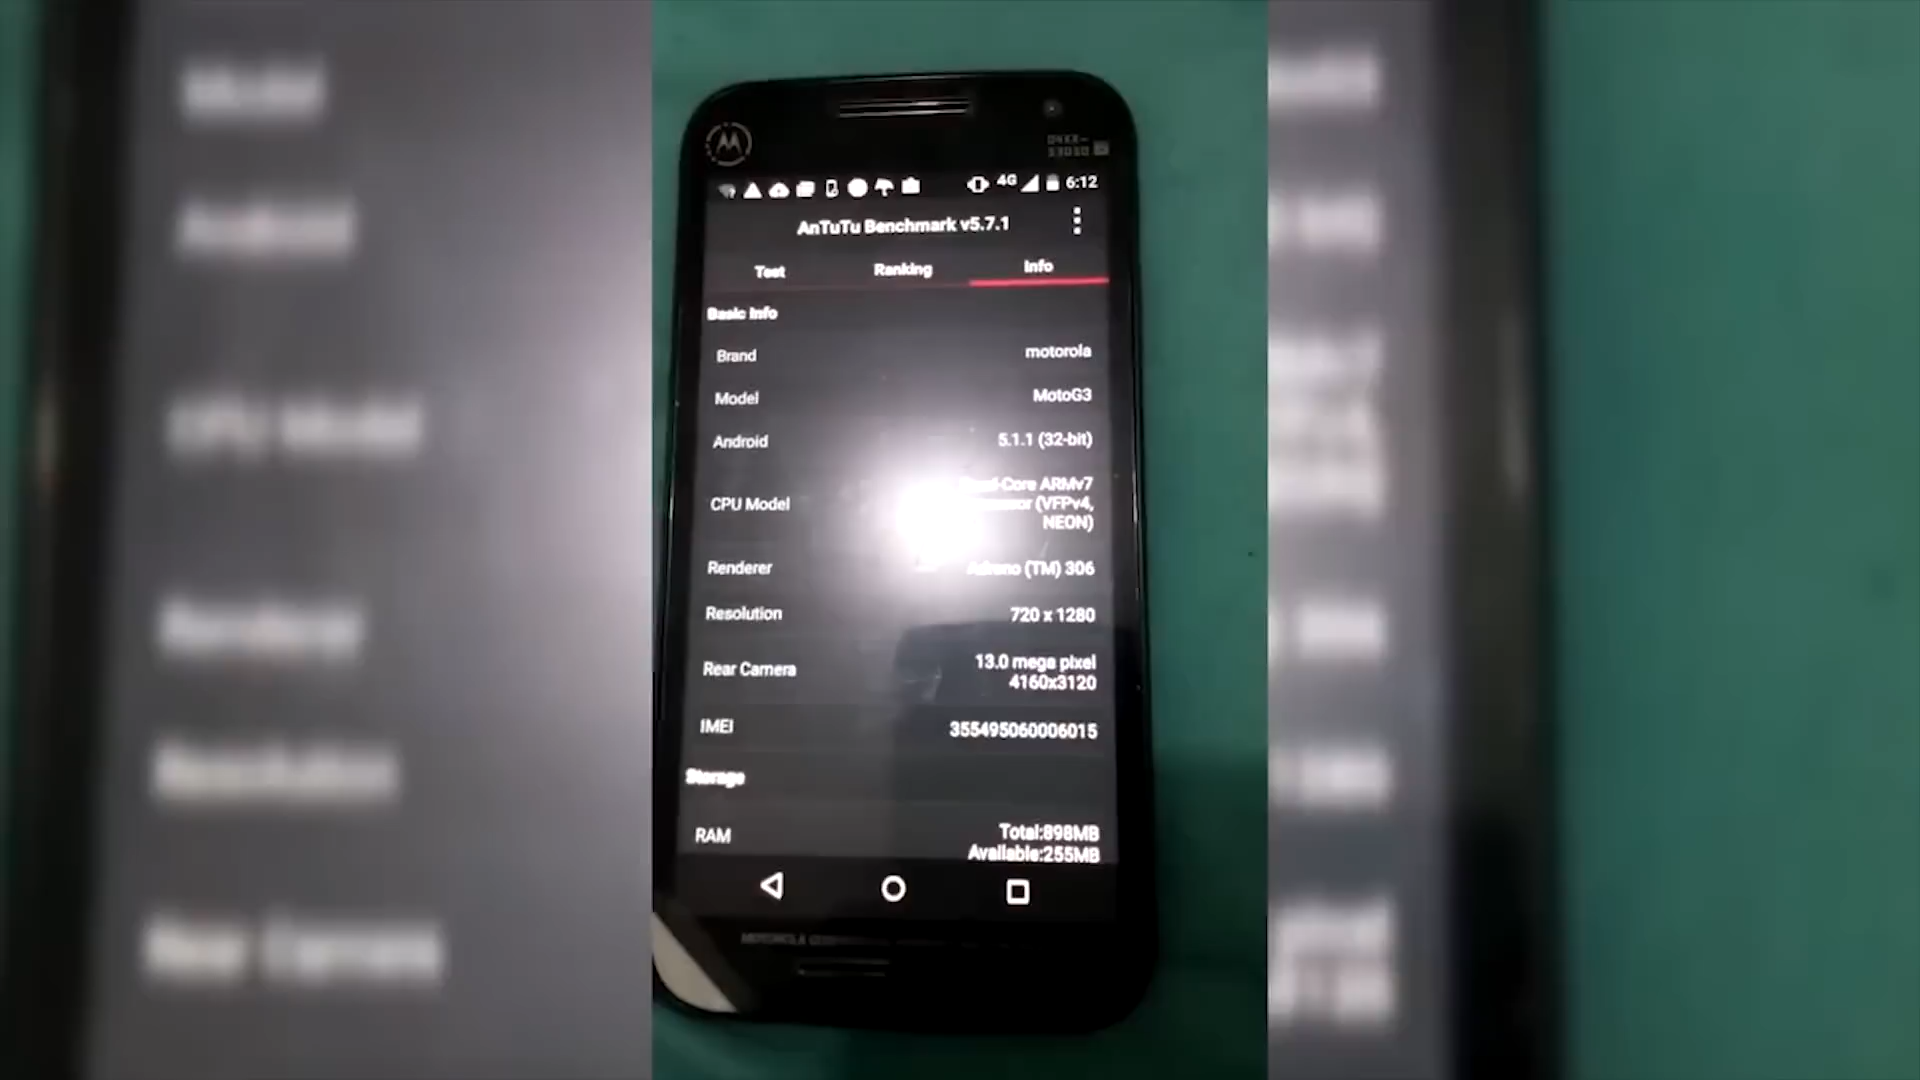 4G 6:12
AnTuTu Benchmark v5.7.1
Test Ranking Info
Basic Info
Brand motorola
Model MotoG3
Android 5.1.1 (32-bit)
CPU Model
-Core ARMv7
(VFPv4,
NEON)
Renderer (TM) 306
Resolution 720 x 1280
Rear Camera 13.0 mega pixel
4160x3120
IMEI 355495060006015
Storage
RAM Total:898MB
Available:255MB